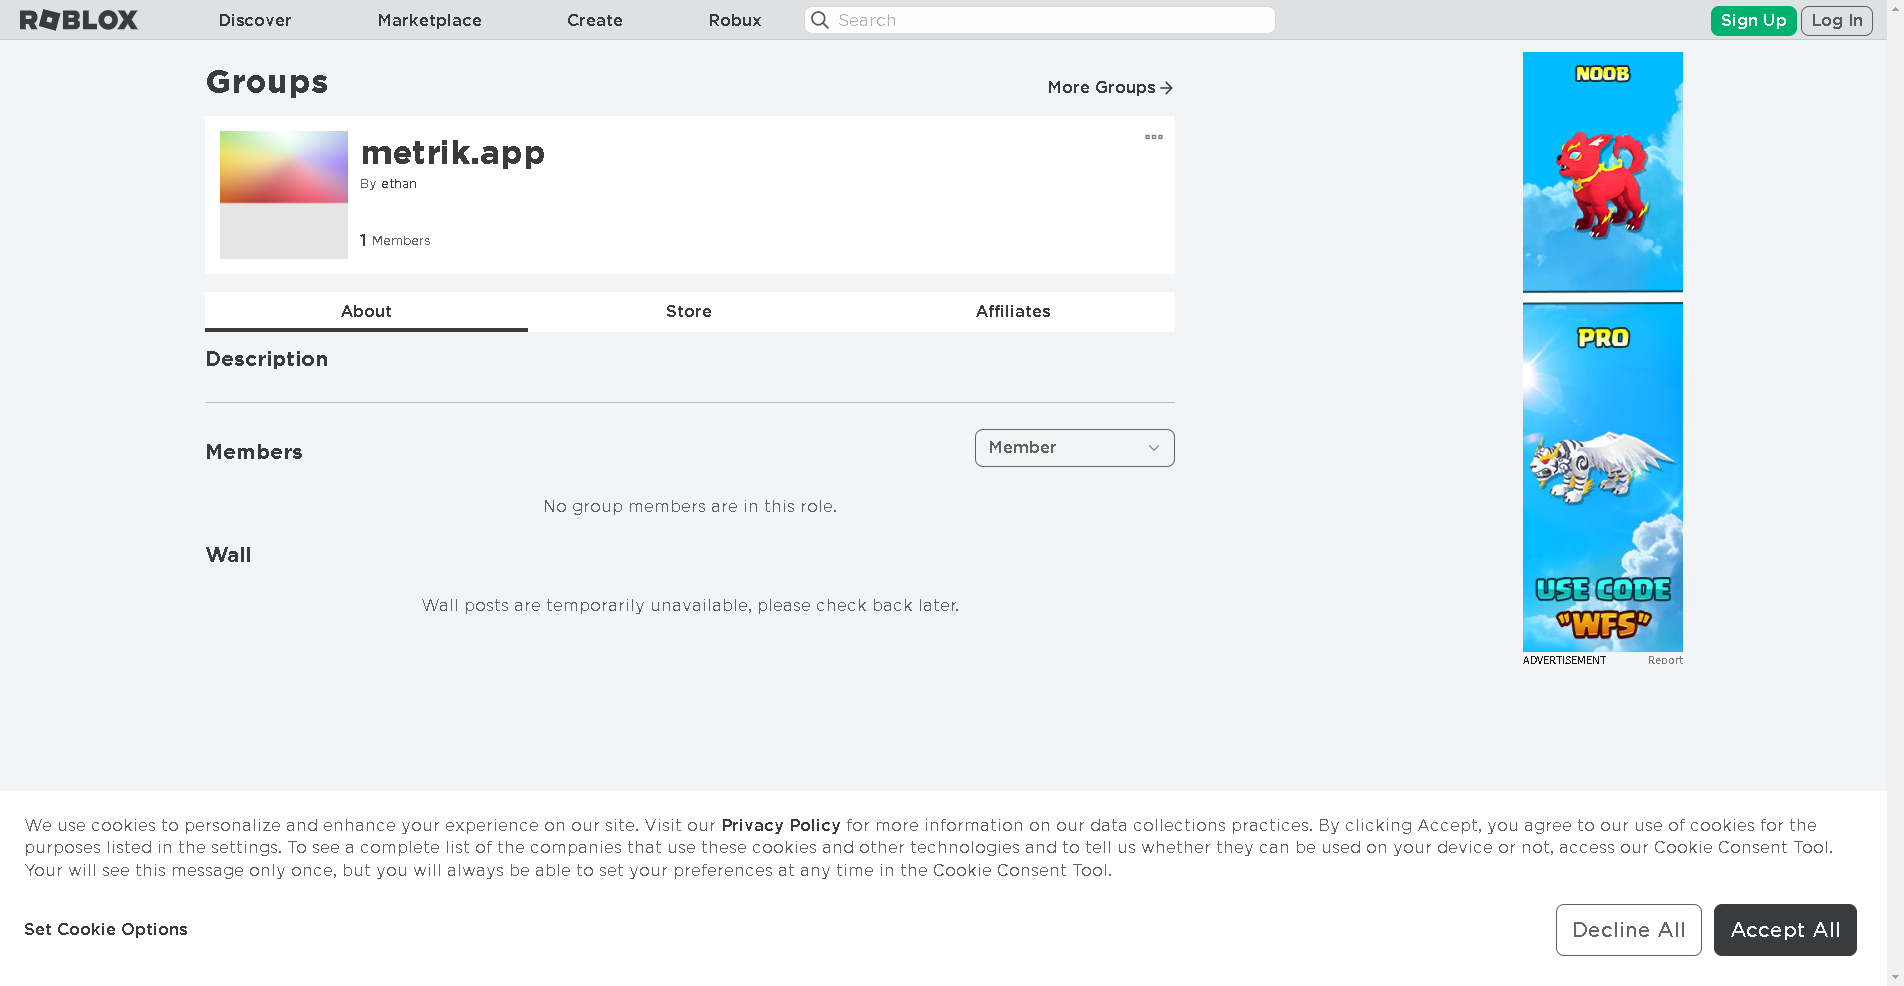 ROBLOX Discover Marketplace Create Robux Search Sign Up Log In
Groups
More Groups
metrik.app
By ethan
1 Members
About Store Affiliates
Description
Members
Member
No group members are in this role.
Wall
Wall posts are temporarily unavailable, please check back later.
NOOB
PRO
USE CODE
"WFS"
ADVERTISEMENT Report
We use cookies to personalize and enhance your experience on our site. Visit our Privacy Policy for more information on our data collections practices. By clicking Accept, you agree to our use of cookies for the
purposes listed in the settings. To see a complete list of the companies that use these cookies and other technologies and to tell us whether they can be used on your device or not, access our Cookie Consent Tool.
Your will see this message only once, but you will always be able to set your preferences at any time in the Cookie Consent Tool.
Set Cookie Options
Decline All
Accept All